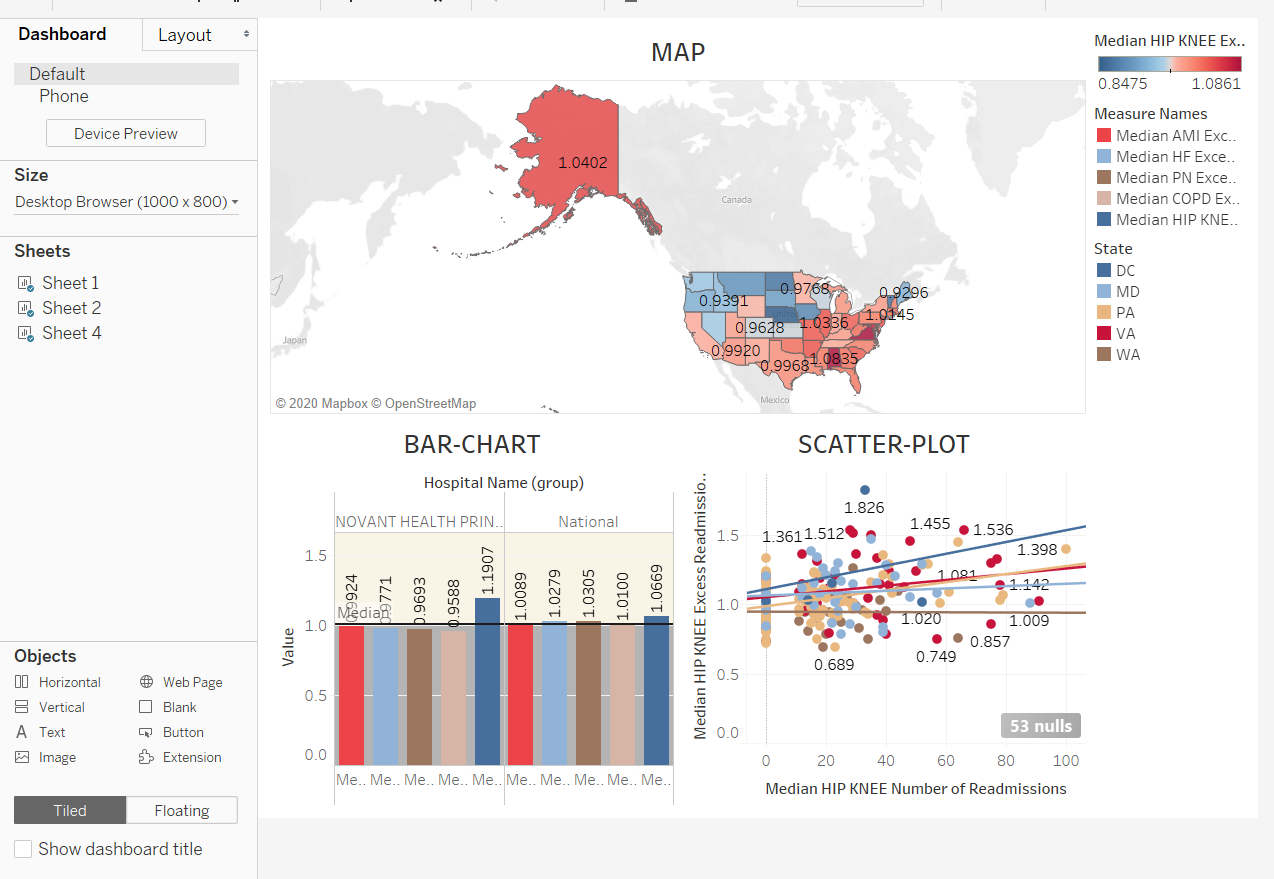 Dashboard
Layout
Default
Phone
Device Preview
Size
Desktop Browser (1000 x 800)
Sheets
Sheet 1
Sheet 2
Sheet 4
Objects
Horizontal
Web Page
Vertical
Blank
A Text
Button
Image
Extension
Tiled
Floating
Show dashboard title
MAP
1.0402
Canada
Japan
0.9391
0.9768
0.9296
1.0145
0.9628
1.0336
0.9920
0.9968
1.0835
Mexico
© 2020 Mapbox © OpenStreetMap
Median HIP KNEE Ex..
0.8475
1.0861
Measure Names
Median AMI Exc..
Median HF Exce..
Median PN Exce..
Median COPD Ex..
Median HIP KNE..
State
DC
MD
PA
VA
WA
BAR-CHART
Hospital Name (group)
NOVANT HEALTH PRIN..
National
Value
1.5
1.0
0.5
0.0
Median
0.9924
0.9771
0.9693
0.9588
1.1907
1.0089
1.0279
1.0305
1.0100
1.0669
Me..
Me..
Me..
Me..
Me..
Me..
Me..
Me..
Me..
Me..
SCATTER-PLOT
Median HIP KNEE Excess Readmissio..
1.5
1.0
0.5
0.0
1.826
1.361
1.512
1.455
1.536
1.398
1.081
1.142
1.020
1.009
0.857
0.749
0.689
53 nulls
0
20
40
60
80
100
Median HIP KNEE Number of Readmissions